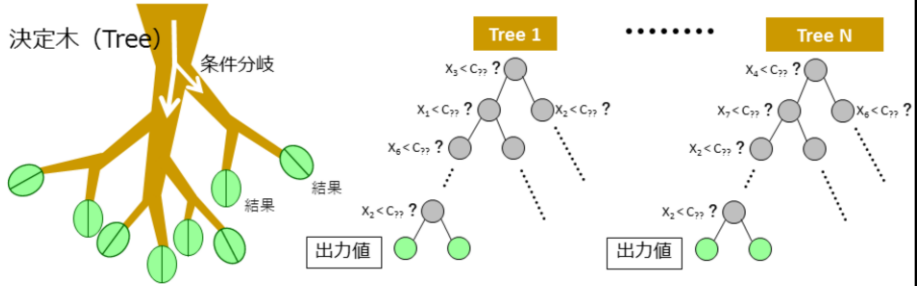 決定木（Tree）
条件分岐
結果
結果
Tree 1
X₃<C⁇ ?
X₁<C⁇ ?
X₂<C⁇ ?
X₆<C⁇ ?
X₂<C⁇ ?
出力値
Tree N
X₄<C⁇ ?
X₇<C⁇ ?
X₆<C⁇ ?
X₂<C⁇ ?
X₂<C⁇ ?
出力値